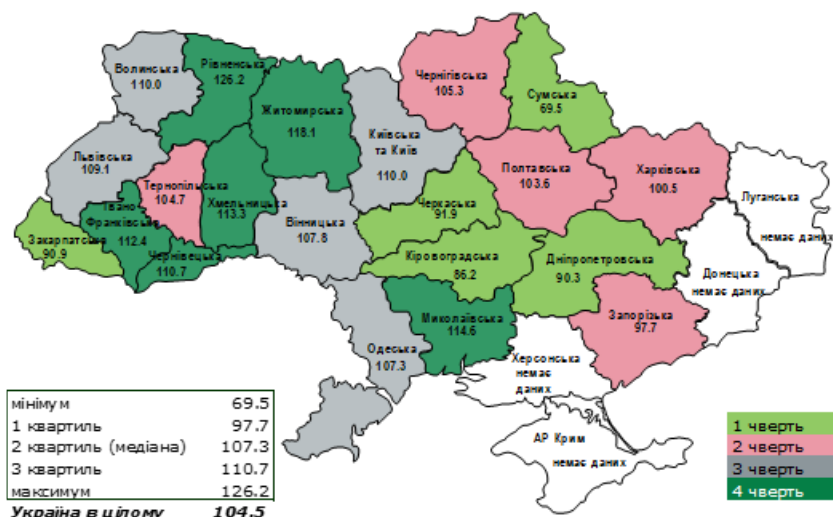 Волинська
110.0
Рівненська
126.2
Житомирська
118.1
Київська
та Київ
110.0
Чернігівська
105.3
Сумська
69.5
Львівська
109.1
Тернопільська
104.7
Хмельницька
113.3
Вінницька
107.8
Черкаська
91.9
Полтавська
103.6
Харківська
100.5
Луганська
немає даних
Закарпатська
90.9
Івано-
Франківська
112.4
Чернівецька
110.7
Кіровоградська
86.2
Дніпропетровська
90.3
Донецька
немає даних
Одеська
107.3
Миколаївська
114.6
Запорізька
97.7
Херсонська
немає
даних
АР Крим
немає даних
мінімум 69.5
1 квартиль 97.7
2 квартиль (медіана) 107.3
3 квартиль 110.7
максимум 126.2
Україна в цілому 104.5
1 чверть
2 чверть
3 чверть
4 чверть